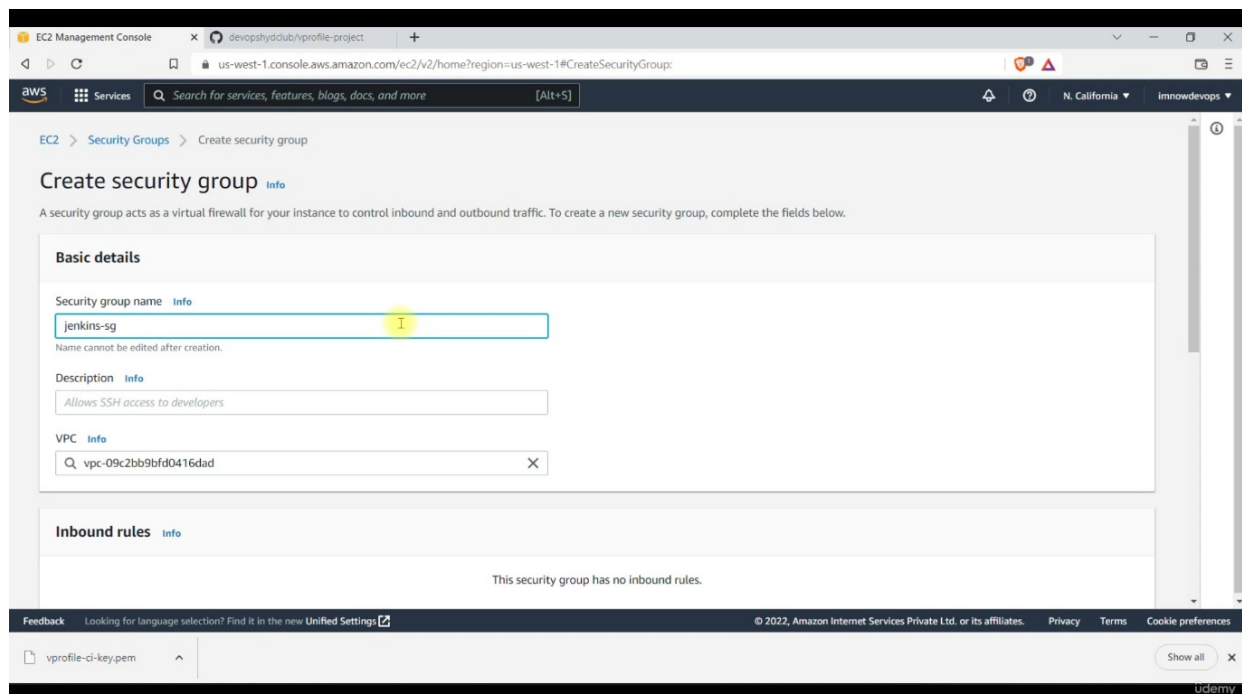 EC2 Management Console
devopshydclub/vprofile-project
us-west-1.console.aws.amazon.com/ec2/v2/home?region=us-west-1#CreateSecurityGroup:
aws Services Search for services, features, blogs, docs, and more [Alt+S] N. California ▼ imnowdevops ▼
EC2 > Security Groups > Create security group
Create security group Info
A security group acts as a virtual firewall for your instance to control inbound and outbound traffic. To create a new security group, complete the fields below.
Basic details
Security group name Info
jenkins-sg
Name cannot be edited after creation.
Description Info
Allows SSH access to developers
VPC Info
vpc-09c2bb9bfd0416dad
Inbound rules Info
This security group has no inbound rules.
Feedback Looking for language selection? Find it in the new Unified Settings © 2022, Amazon Internet Services Private Ltd. or its affiliates. Privacy Terms Cookie preferences
vprofile-ci-key.pem Show all
udemy